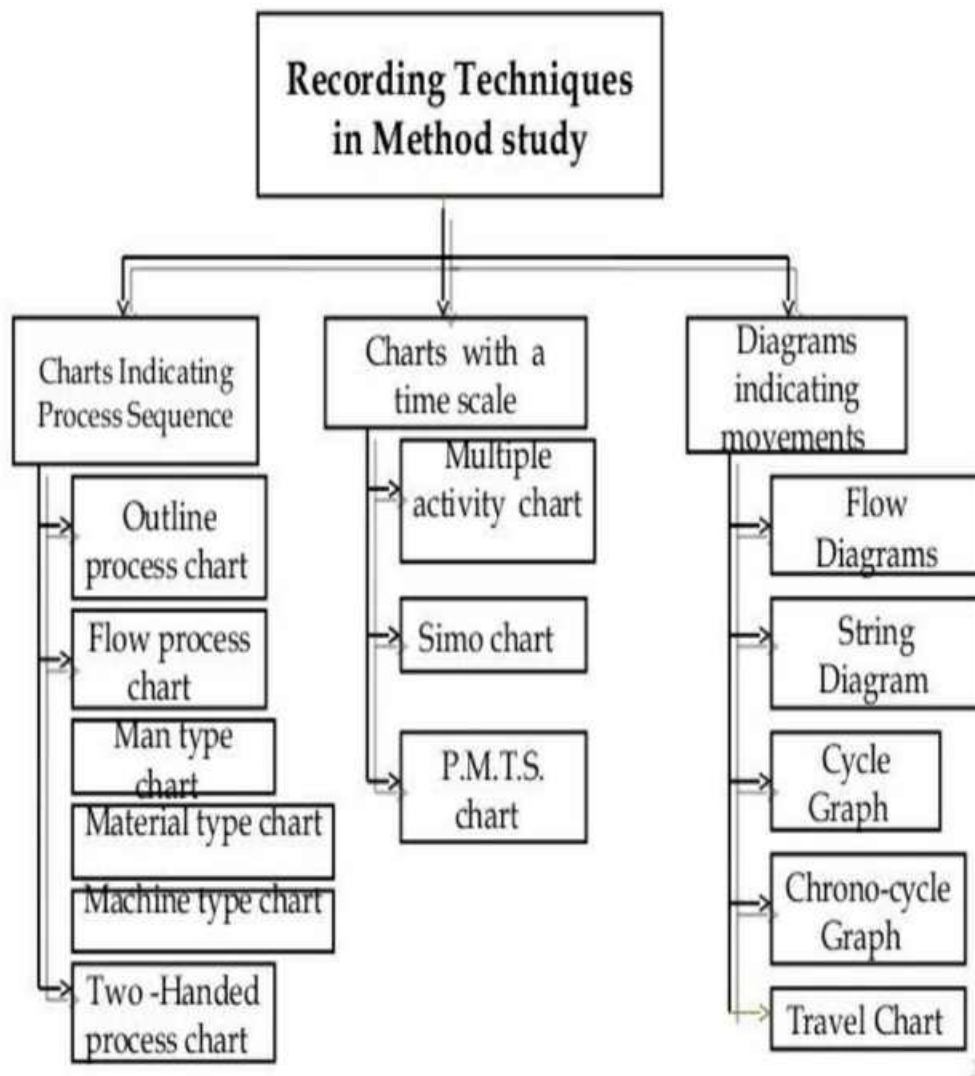 Recording Techniques
in Method study
Charts Indicating
Process Sequence
Outline
process chart
Flow process
chart
Man type
chart
Material type chart
Machine type chart
Two -Handed
process chart
Charts with a
time scale
Multiple
activity chart
Simo chart
P.M.T.S.
chart
Diagrams
indicating
movements
Flow
Diagrams
String
Diagram
Cycle
Graph
Chrono-cycle
Graph
Travel Chart